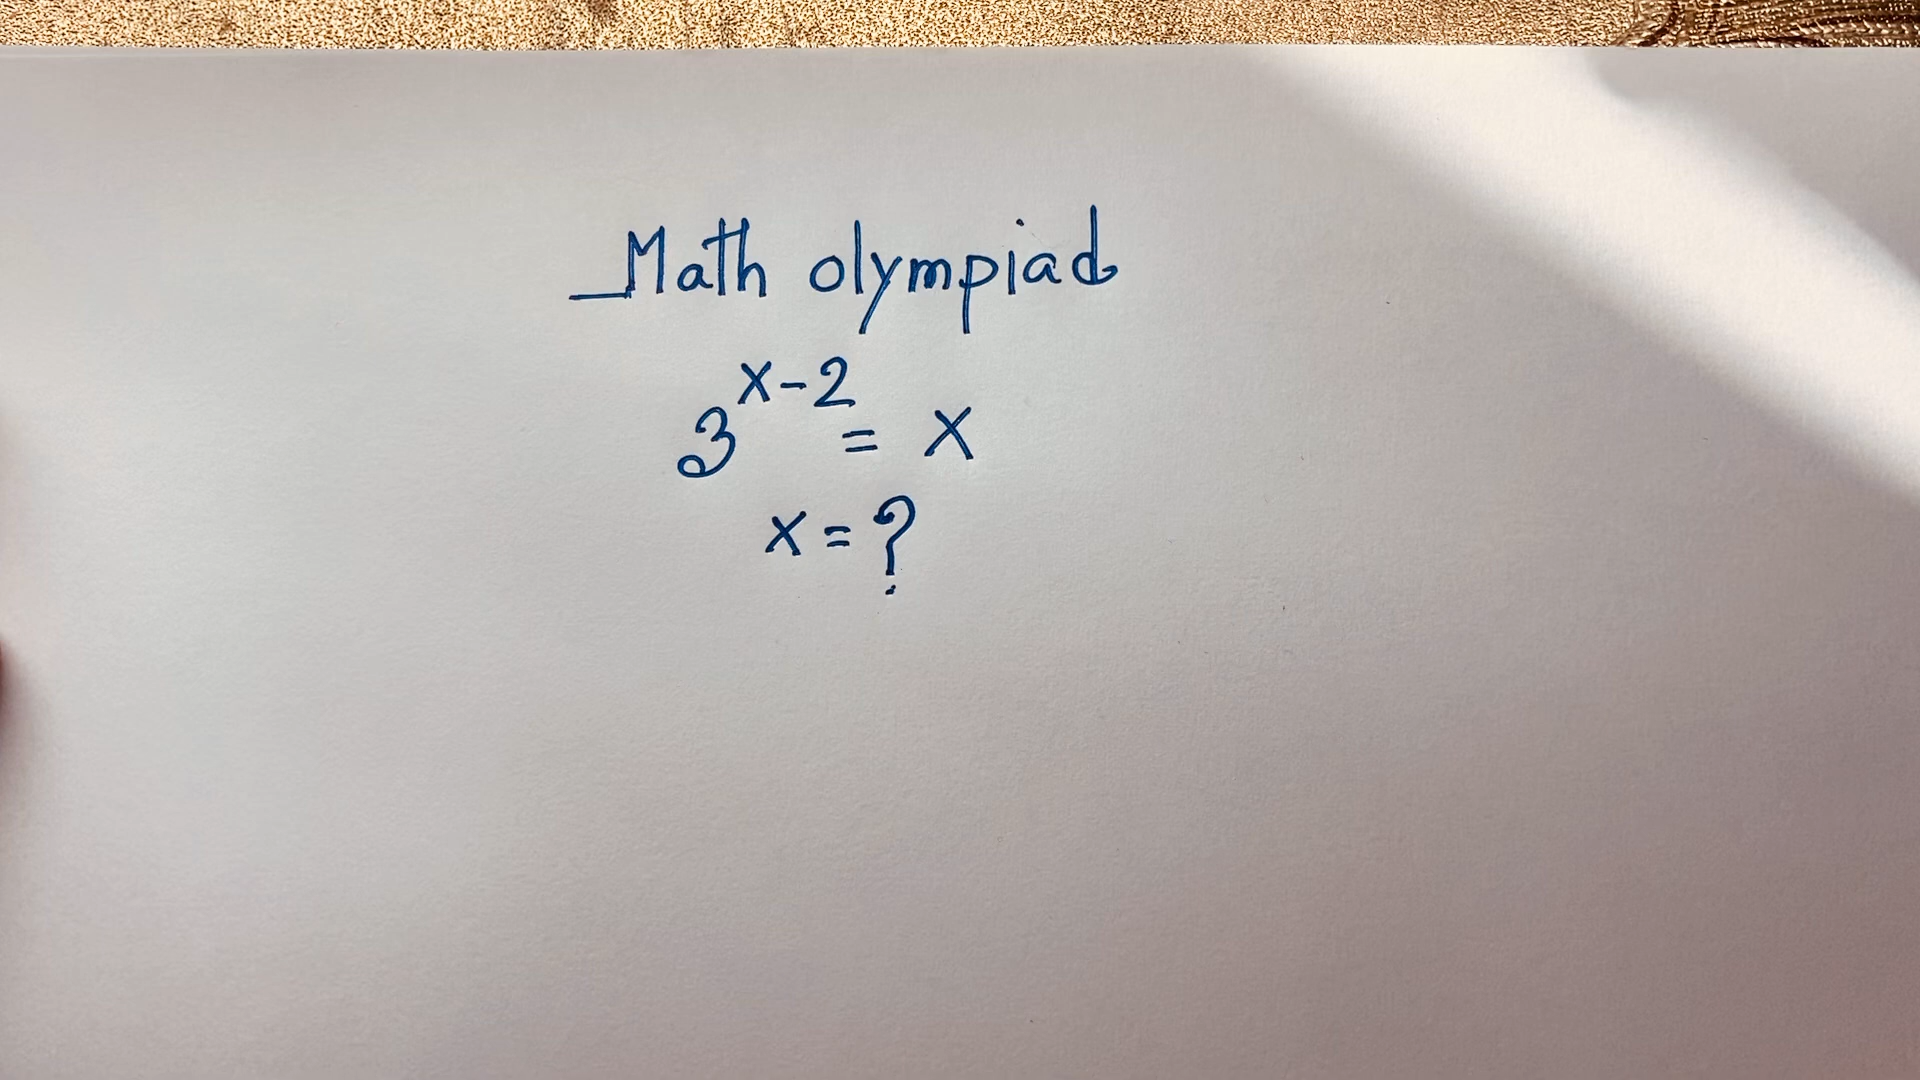 Math olympiad
3^{x-2} = x
x = ?